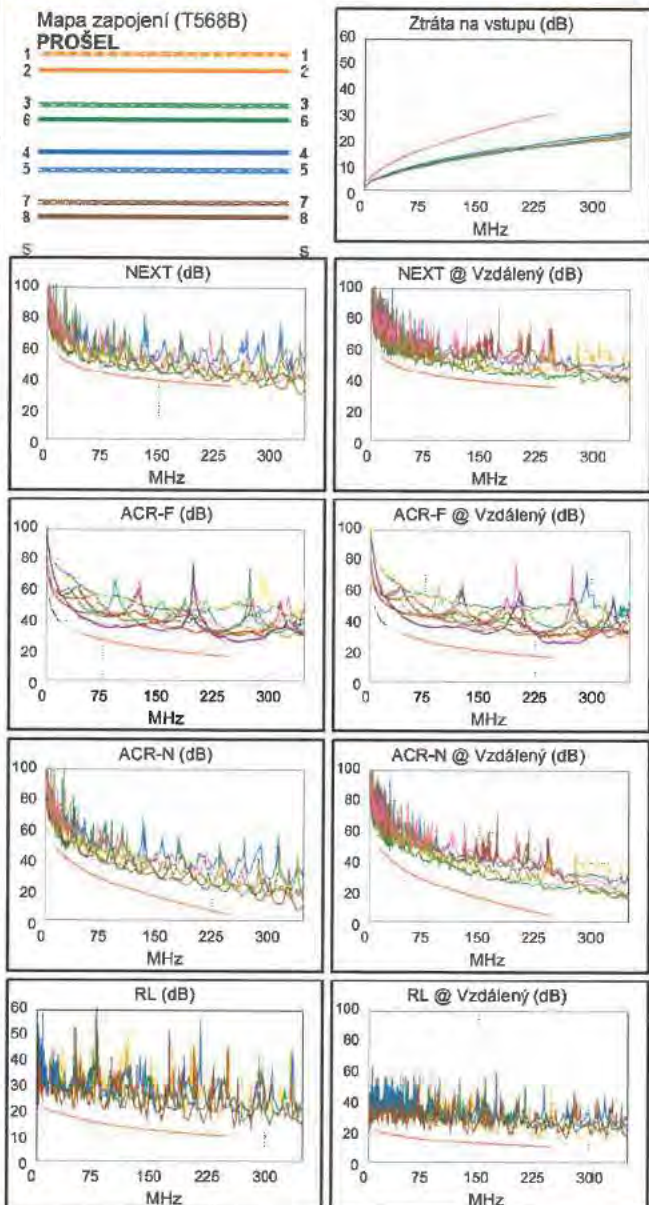 Mapa zapojení (T568B)
PROŠEL
1 1
2 2
3 3
6 6
4 4
5 5
7 7
8 8
S S
Ztráta na vstupu (dB)
60
50
40
30
20
10
0
0 75 150 225 300
MHz
NEXT (dB)
100
80
60
40
20
0
0 75 150 225 300
MHz
NEXT @ Vzdálený (dB)
100
80
60
40
20
0
0 75 150 225 300
MHz
ACR-F (dB)
100
80
60
40
20
0
0 75 150 225 300
MHz
ACR-F @ Vzdálený (dB)
100
80
60
40
20
0
0 75 150 225 300
MHz
ACR-N (dB)
100
80
60
40
20
0
0 75 150 225 300
MHz
ACR-N @ Vzdálený (dB)
100
80
60
40
20
0
0 75 150 225 300
MHz
RL (dB)
60
50
40
30
20
10
0
0 75 150 225 300
MHz
RL @ Vzdálený (dB)
100
80
60
40
20
0
0 75 150 225 300
MHz